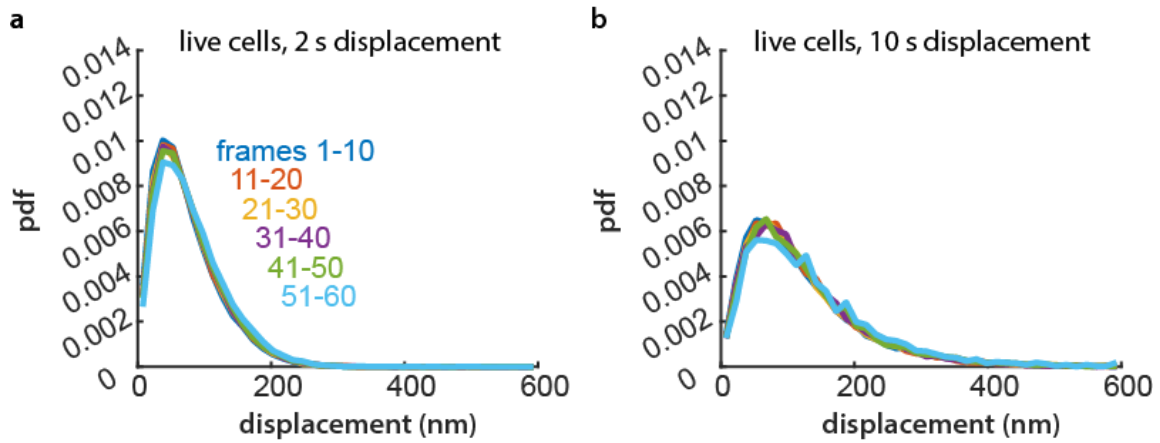 a
live cells, 2 s displacement
0.014
0.012
0.01
0.008
0.006
0.004
0.002
0
pdf
frames 1-10
11-20
21-30
31-40
41-50
51-60
0 200 400 600
displacement (nm)
b
live cells, 10 s displacement
0.014
0.012
0.01
0.008
0.006
0.004
0.002
0
pdf
0 200 400 600
displacement (nm)